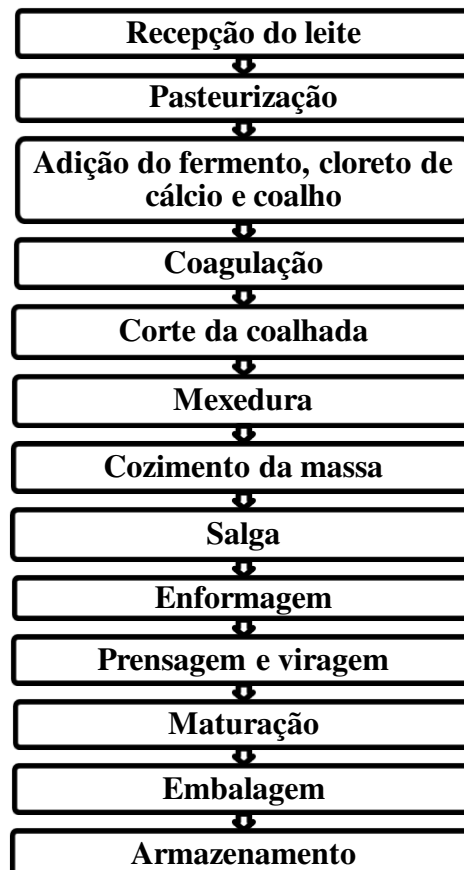 Recepção do leite
Pasteurização
Adição do fermento, cloreto de
cálcio e coalho
Coagulação
Corte da coalhada
Mexedura
Cozimento da massa
Salga
Enformagem
Prensagem e viragem
Maturação
Embalagem
Armazenamento